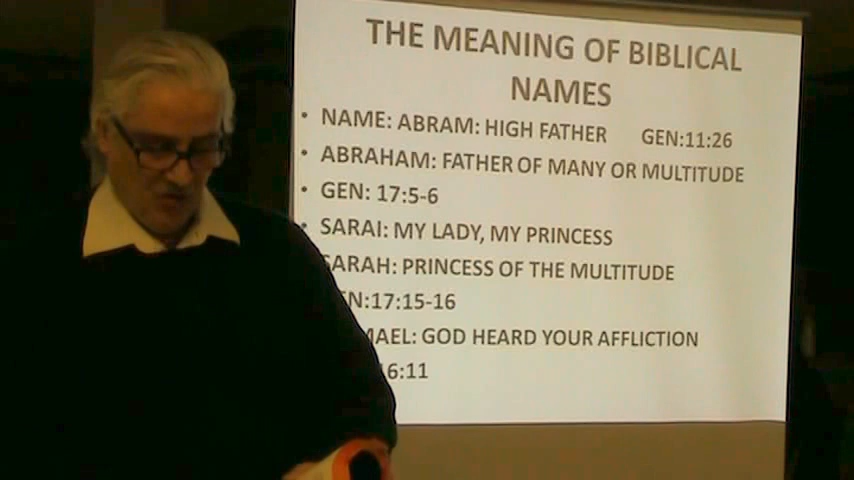 THE MEANING OF BIBLICAL
NAMES
• NAME: ABRAM: HIGH FATHER GEN:11:26
• ABRAHAM: FATHER OF MANY OR MULTITUDE
• GEN: 17:5-6
• SARAI: MY LADY, MY PRINCESS
SARAH: PRINCESS OF THE MULTITUDE
EN:17:15-16
MAEL: GOD HEARD YOUR AFFLICTION
6:11